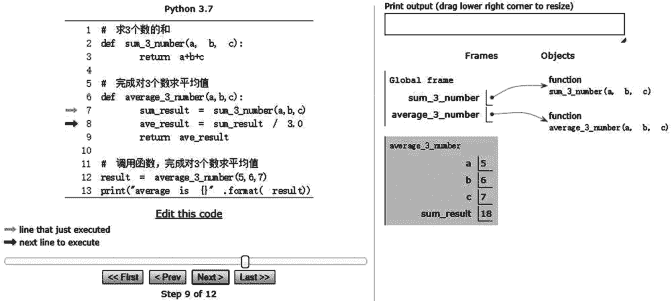 Python 3.7
1 # 求3个数的和
2 def sum_3_number(a, b, c):
3 return a+b+c
4
5 # 完成对3个数求平均值
6 def average_3_number(a,b,c):
7 sum_result = sum_3_number(a,b,c)
8 ave_result = sum_result / 3.0
9 return ave_result
10
11 # 调用函数，完成对3个数求平均值
12 result = average_3_number(5,6,7)
13 print("average is {}" .format( result))
Edit this code
line that just executed
next line to execute
<< First < Prev Next > Last >>
Step 9 of 12
Print output (drag lower right corner to resize)
Frames Objects
Global frame
sum_3_number
average_3_number
function
sum_3_number(a, b, c)
function
average_3_number(a, b, c)
average_3_number
a 5
b 6
c 7
sum_result 18